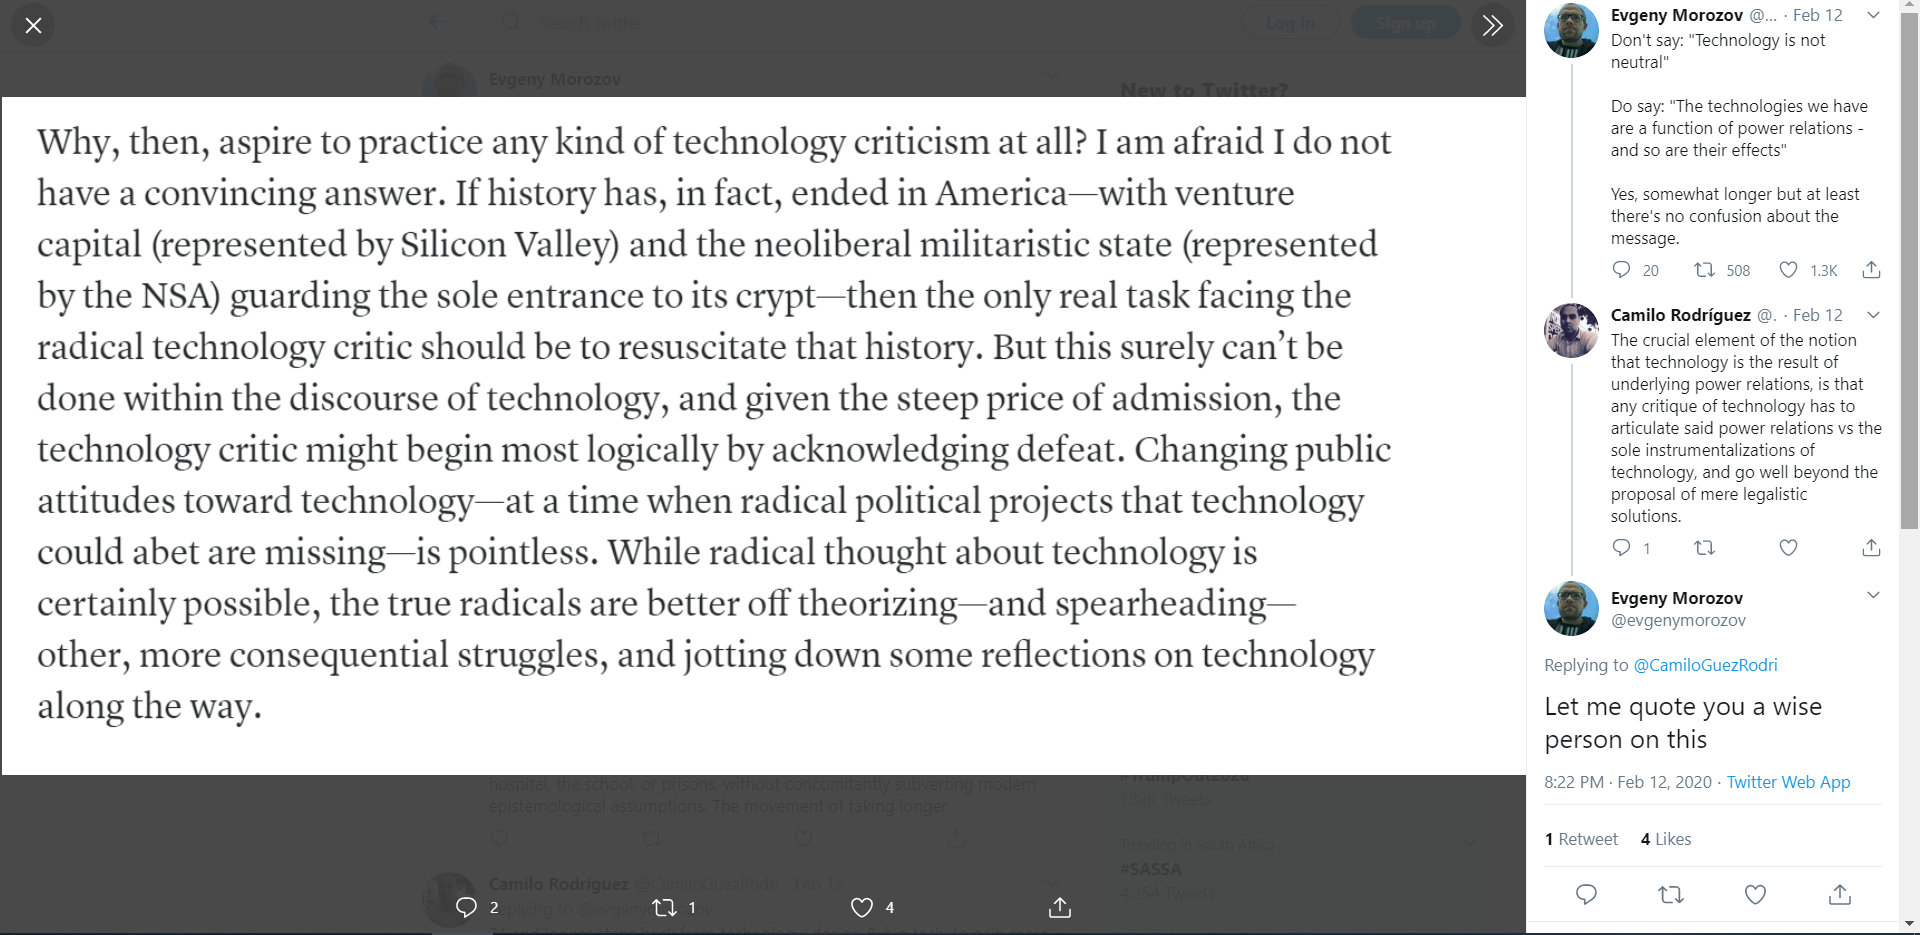 Search Twitter
Log in
Sign up
Evgeny Morozov
New to Twitter?
Why, then, aspire to practice any kind of technology criticism at all? I am afraid I do not
have a convincing answer. If history has, in fact, ended in America—with venture
capital (represented by Silicon Valley) and the neoliberal militaristic state (represented
by the NSA) guarding the sole entrance to its crypt—then the only real task facing the
radical technology critic should be to resuscitate that history. But this surely can’t be
done within the discourse of technology, and given the steep price of admission, the
technology critic might begin most logically by acknowledging defeat. Changing public
attitudes toward technology—at a time when radical political projects that technology
could abet are missing—is pointless. While radical thought about technology is
certainly possible, the true radicals are better off theorizing—and spearheading—
other, more consequential struggles, and jotting down some reflections on technology
along the way.
hospital, the school, or prisons, without concomitantly subverting modern
epistemological assumptions. The movement of taking longer
#TrumpOut2020
182K Tweets
Trending in South Africa
#SASSA
4,254 Tweets
Camilo Rodríguez @CamiloGuezRodri · Feb 12
Replying to @evgenymorozov
2 1 4
Evgeny Morozov @... · Feb 12
Don't say: "Technology is not
neutral"
Do say: "The technologies we have
are a function of power relations -
and so are their effects"
Yes, somewhat longer but at least
there's no confusion about the
message.
20 508 1.3K
Camilo Rodríguez @. · Feb 12
The crucial element of the notion
that technology is the result of
underlying power relations, is that
any critique of technology has to
articulate said power relations vs the
sole instrumentalizations of
technology, and go well beyond the
proposal of mere legalistic
solutions.
1
Evgeny Morozov
@evgenymorozov
Replying to @CamiloGuezRodri
Let me quote you a wise
person on this
8:22 PM · Feb 12, 2020 · Twitter Web App
1 Retweet 4 Likes